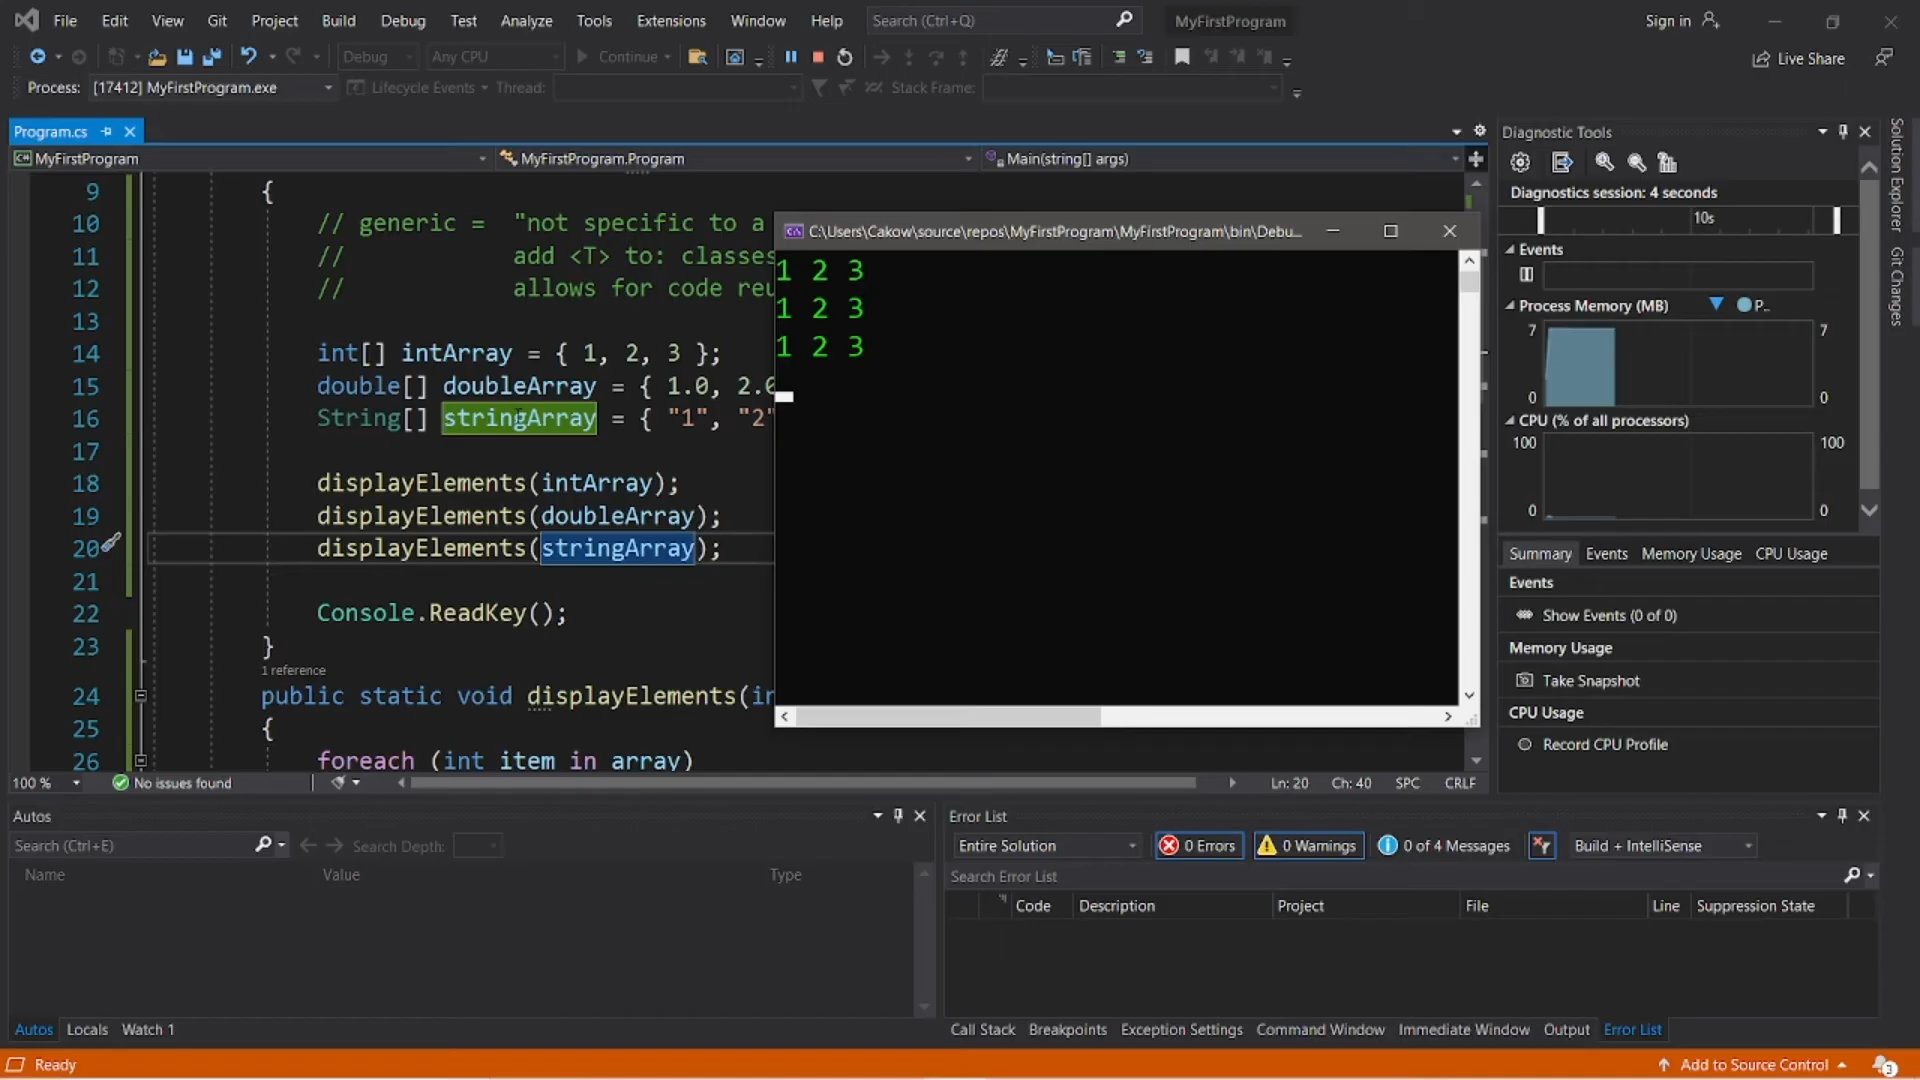 File Edit View Git Project Build Debug Test Analyze Tools Extensions Window Help Search (Ctrl+Q) MyFirstProgram Sign in
Debug Any CPU Continue Live Share
Process: [17412] MyFirstProgram.exe Lifecycle Events Thread: Stack Frame:
Program.cs
MyFirstProgram MyFirstProgram.Program Main(string[] args)
9 {
10 // generic = "not specific to a
11 // add <T> to: classes
12 // allows for code reu
13
14 int[] intArray = { 1, 2, 3 };
15 double[] doubleArray = { 1.0, 2.0
16 String[] stringArray = { "1", "2"
17
18 displayElements(intArray);
19 displayElements(doubleArray);
20 displayElements(stringArray);
21
22 Console.ReadKey();
23 }
1 reference
24 public static void displayElements(in
25 {
26 foreach (int item in array)
100 % No issues found Ln: 20 Ch: 40 SPC CRLF
C:\Users\Cakow\source\repos\MyFirstProgram\MyFirstProgram\bin\Debu...
1 2 3
1 2 3
1 2 3
Diagnostic Tools
Diagnostics session: 4 seconds
10s
Events
Process Memory (MB) P...
7 7
0 0
CPU (% of all processors)
100 100
0 0
Summary Events Memory Usage CPU Usage
Events
Show Events (0 of 0)
Memory Usage
Take Snapshot
CPU Usage
Record CPU Profile
Solution Explorer
Git Changes
Autos
Search (Ctrl+E) Search Depth:
Name Value Type
Autos Locals Watch 1
Error List
Entire Solution 0 Errors 0 Warnings 0 of 4 Messages Build + IntelliSense
Search Error List
Code Description Project File Line Suppression State
Call Stack Breakpoints Exception Settings Command Window Immediate Window Output Error List
Ready Add to Source Control 3